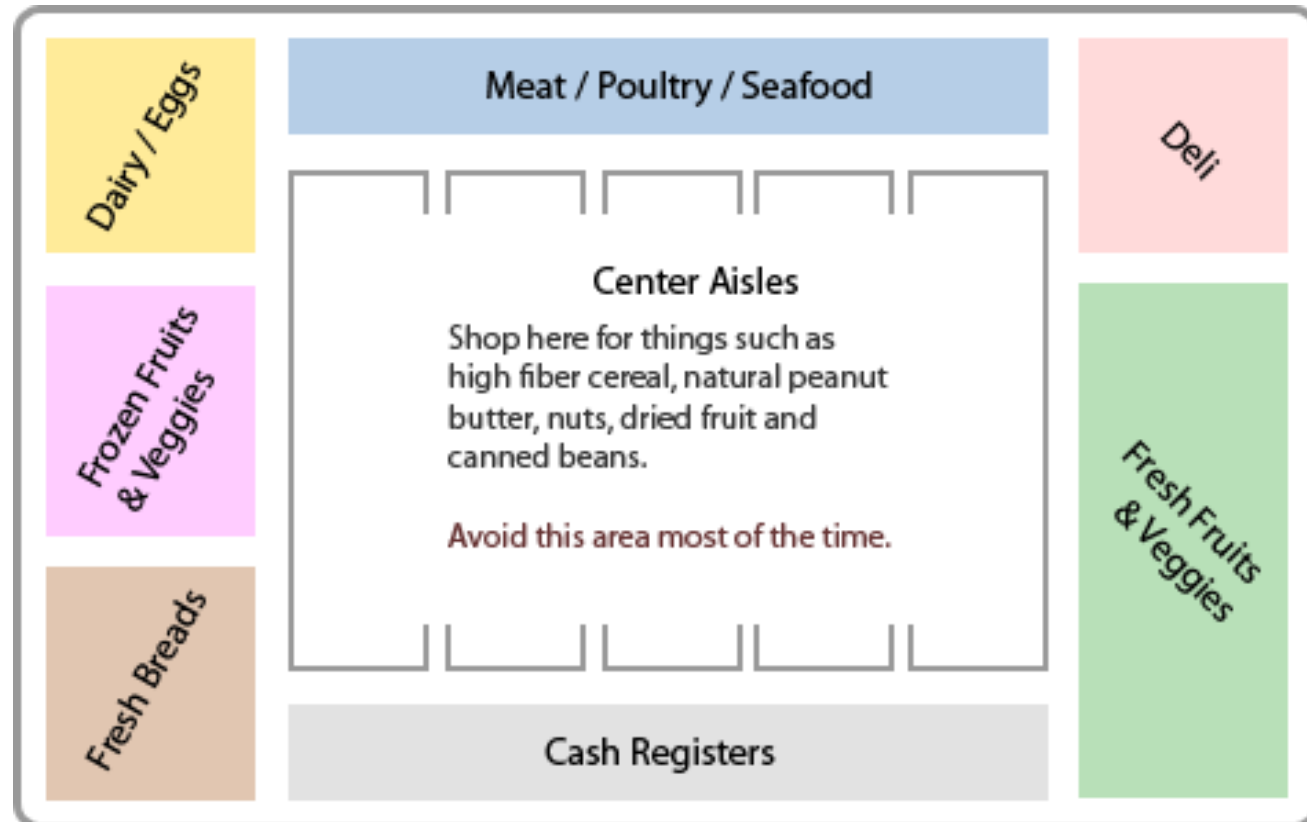 Dairy / Eggs
Meat / Poultry / Seafood
Deli
Center Aisles
Shop here for things such as
high fiber cereal, natural peanut
butter, nuts, dried fruit and
canned beans.
Avoid this area most of the time.
Frozen Fruits
& Veggies
Fresh Fruits
& Veggies
Fresh Breads
Cash Registers